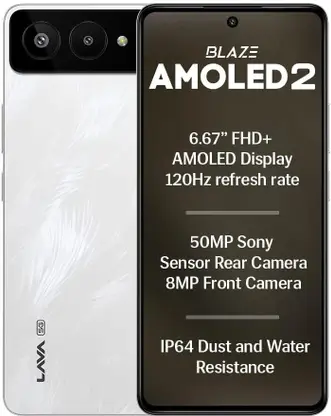 BLAZE
AMOLED2
6.67” FHD+
AMOLED Display
120Hz refresh rate
50MP Sony
Sensor Rear Camera
8MP Front Camera
IP64 Dust and Water
Resistance
LAVA 5G